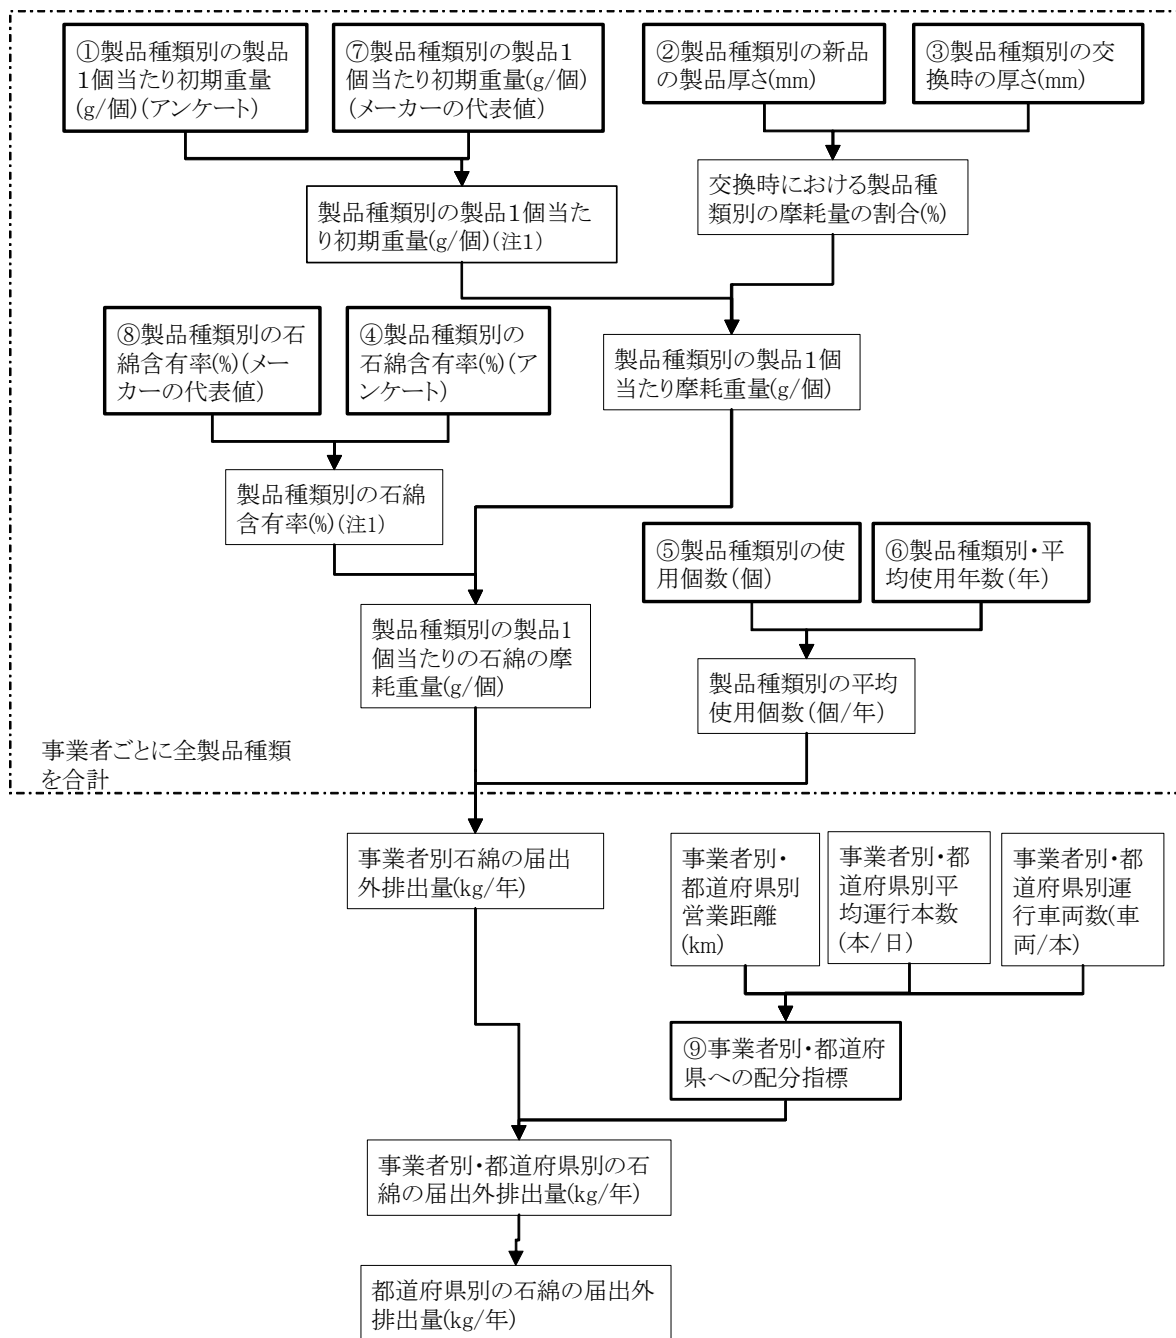 ①製品種類別の製品
1個当たり初期重量
(g/個)(アンケート)
⑦製品種類別の製品1
個当たり初期重量(g/個)
(メーカーの代表値)
②製品種類別の新品
の製品厚さ(mm)
③製品種類別の交
換時の厚さ(mm)
製品種類別の製品1個当た
り初期重量(g/個)(注1)
交換時における製品種
類別の摩耗量の割合(%)
⑧製品種類別の石
綿含有率(%)(メー
カーの代表値)
④製品種類別の
石綿含有率(%)(ア
ンケート)
製品種類別の製品1個
当たり摩耗重量(g/個)
製品種類別の石綿
含有率(%)(注1)
⑤製品種類別の使
用個数(個)
⑥製品種類別・平
均使用年数(年)
製品種類別の製品1
個当たりの石綿の摩
耗重量(g/個)
製品種類別の平均
使用個数(個/年)
事業者ごとに全製品種類
を合計
事業者別石綿の届出
外排出量(kg/年)
事業者別・
都道府県別
営業距離
(km)
事業者別・都
道府県別平
均運行本数
(本/日)
事業者別・都
道府県別運
行車両数(車
両/本)
⑨事業者別・都道府
県への配分指標
事業者別・都道府県別の石
綿の届出外排出量(kg/年)
都道府県別の石綿の届出外
排出量(kg/年)